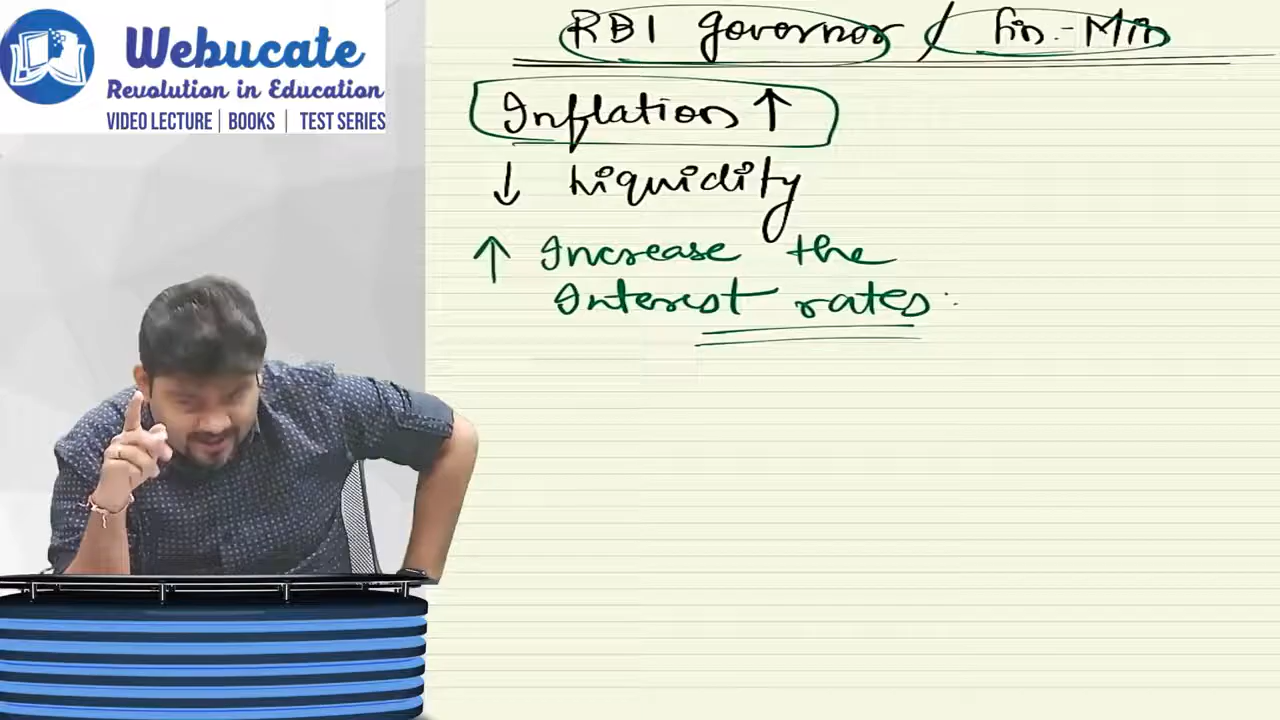 Webucate
Revolution in Education
VIDEO LECTURE | BOOKS | TEST SERIES
RBI governor / Fin.-Min
Inflation ↑
↓ Liquidity
↑ Increase the
Interest rates.